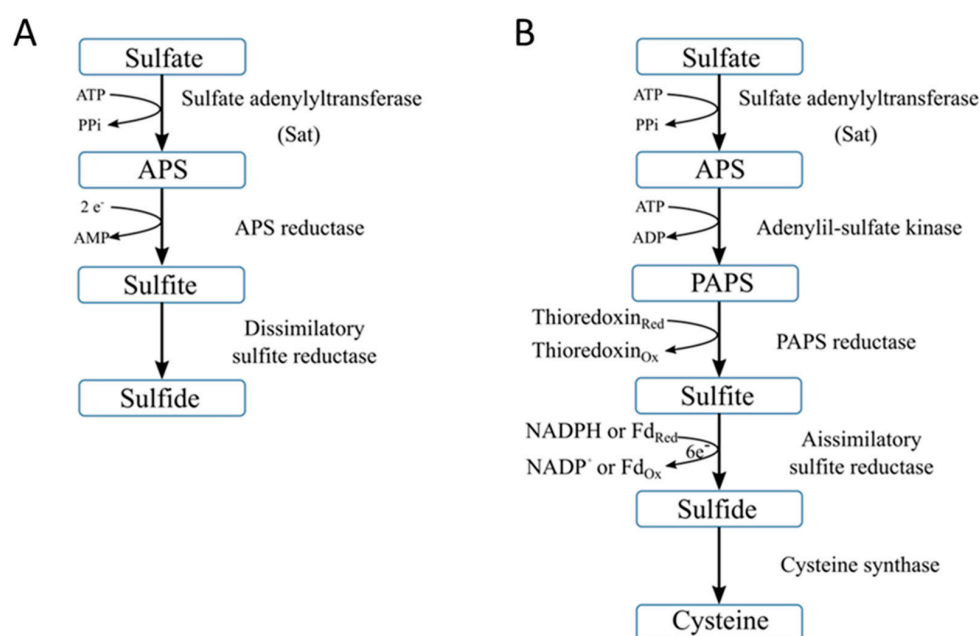 A
Sulfate
ATP
Sulfate adenylyltransferase
PPi
(Sat)
APS
2 e-
APS reductase
AMP
Sulfite
Dissimilatory
sulfite reductase
Sulfide
B
Sulfate
ATP
Sulfate adenylyltransferase
PPi
(Sat)
APS
ATP
Adenylil-sulfate kinase
ADP
PAPS
ThioredoxinRed
PAPS reductase
ThioredoxinOx
Sulfite
NADPH or FdRed
6e-
Aissimilatory
sulfite reductase
NADP+ or FdOx
Sulfide
Cysteine synthase
Cysteine